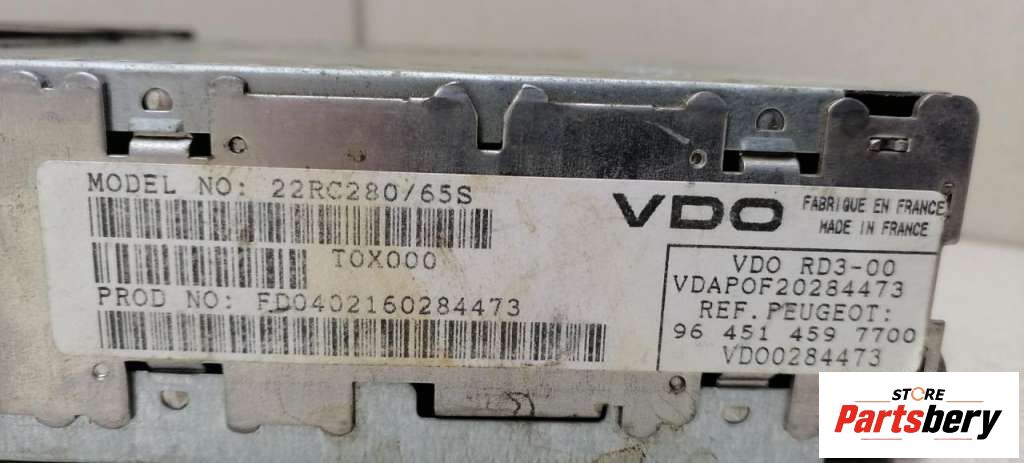 MODEL NO: 22RC280/65S
T0X000
PROD NO: FD0402160284473
VDO
FABRIQUE EN FRANCE
MADE IN FRANCE
VDO RD3-00
VDAPOF20284473
REF. PEUGEOT:
96 451 459 7700
VDO0284473
STORE
Partsbery